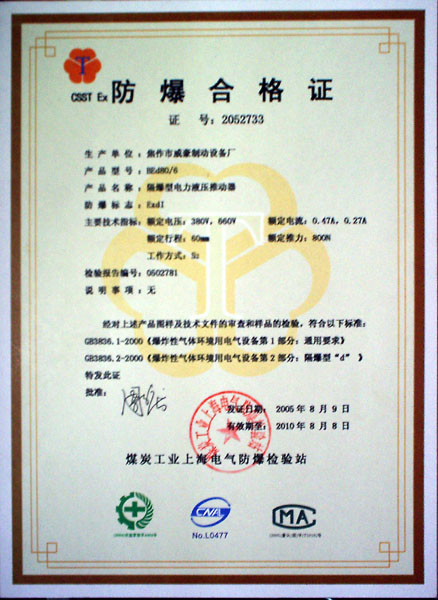 CSST Ex 防爆合格证
证 号：2052733
生 产 单 位：焦作市威豪制动设备厂
产 品 型 号：BEd80/6
产 品 名 称：隔爆型电力液压推动器
防 爆 标 志：ExdI
主要技术指标：额定电压：380V，660V 额定电流：0.47A，0.27A
额定行程：60mm 额定推力：800N
工作方式：S1
检验报告编号：0502781
说 明 事 项：无
经对上述产品图样及技术文件的审查和样品的检验，符合以下标准：
GB3836.1-2000《爆炸性气体环境用电气设备第1部分：通用要求》
GB3836.2-2000《爆炸性气体环境用电气设备第2部分：隔爆型“d”》
特发此证
批准：
发证日期：2005 年 8 月 9 日
有效期至：2010 年 8 月 8 日
煤炭工业上海电气防爆检验站
CNAL
No.L0477
MA